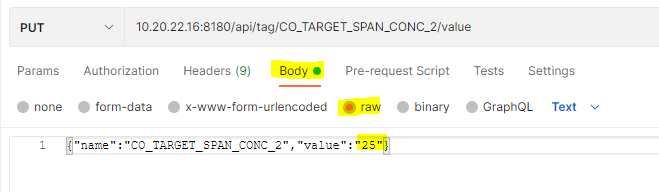 PUT 10.20.22.16:8180/api/tag/CO_TARGET_SPAN_CONC_2/value
Params Authorization Headers (9) Body Pre-request Script Tests Settings
none form-data x-www-form-urlencoded raw binary GraphQL Text
1 {"name":"CO_TARGET_SPAN_CONC_2","value":"25"}